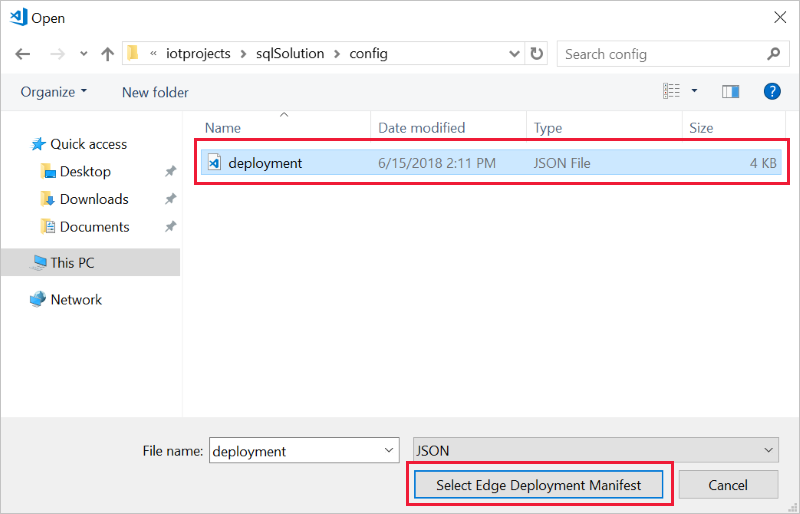 Open
« iotprojects › sqlSolution › config
Search config
Organize
New folder
?
Name
Date modified
Type
Size
deployment
6/15/2018 2:11 PM
JSON File
4 KB
Quick access
Desktop
Downloads
Documents
This PC
Network
File name:
deployment
JSON
Select Edge Deployment Manifest
Cancel